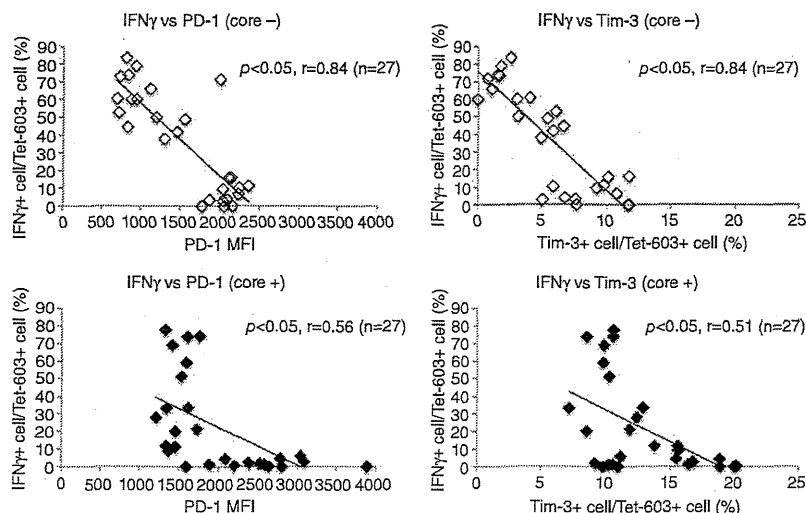 IFNγ vs PD-1 (core –)
IFNγ+ cell/Tet-603+ cell (%)
90
80
70
60
50
40
30
20
10
0
p<0.05, r=0.84 (n=27)
0 500 1000 1500 2000 2500 3000 3500 4000
PD-1 MFI
IFNγ vs Tim-3 (core –)
IFNγ+ cell/Tet-603+ cell (%)
90
80
70
60
50
40
30
20
10
0
p<0.05, r=0.84 (n=27)
0 5 10 15 20 25
Tim-3+ cell/Tet-603+ cell (%)
IFNγ vs PD-1 (core +)
IFNγ+ cell/Tet-603+ cell (%)
90
80
70
60
50
40
30
20
10
0
p<0.05, r=0.56 (n=27)
0 500 1000 1500 2000 2500 3000 3500 4000
PD-1 MFI
IFNγ vs Tim-3 (core +)
IFNγ+ cell/Tet-603+ cell (%)
90
80
70
60
50
40
30
20
10
0
p<0.05, r=0.51 (n=27)
0 5 10 15 20 25
Tim-3+ cell/Tet-603+ cell (%)